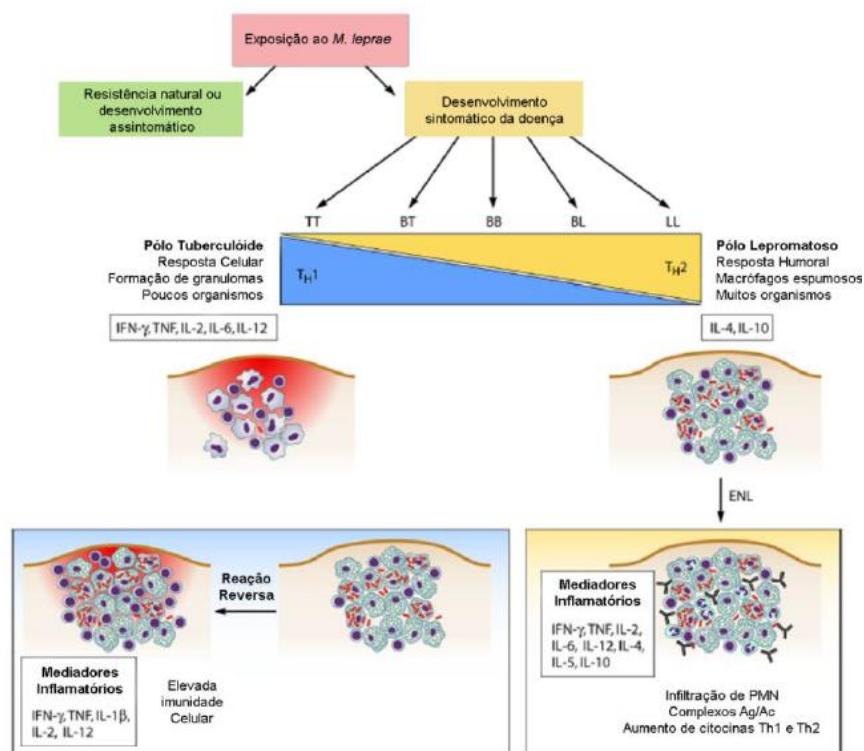 Exposição ao M. leprae
Resistência natural ou
desenvolvimento
assintomático
Desenvolvimento
sintomático da doença
TT
BT
BB
BL
LL
Pólo Tuberculóide
Resposta Celular
Formação de granulomas
Poucos organismos
TH1
TH2
Pólo Lepromatoso
Resposta Humoral
Macrófagos espumosos
Muitos organismos
IFN-γ, TNF, IL-2, IL-6, IL-12
IL-4, IL-10
ENL
Reação
Reversa
Mediadores
Inflamatórios
IFN-γ, TNF, IL-1β,
IL-2, IL-12
Elevada
imunidade
Celular
Mediadores
Inflamatórios
IFN-γ, TNF, IL-2,
IL-6, IL-12, IL-4,
IL-5, IL-10
Infiltração de PMN
Complexos Ag/Ac
Aumento de citocinas Th1 e Th2